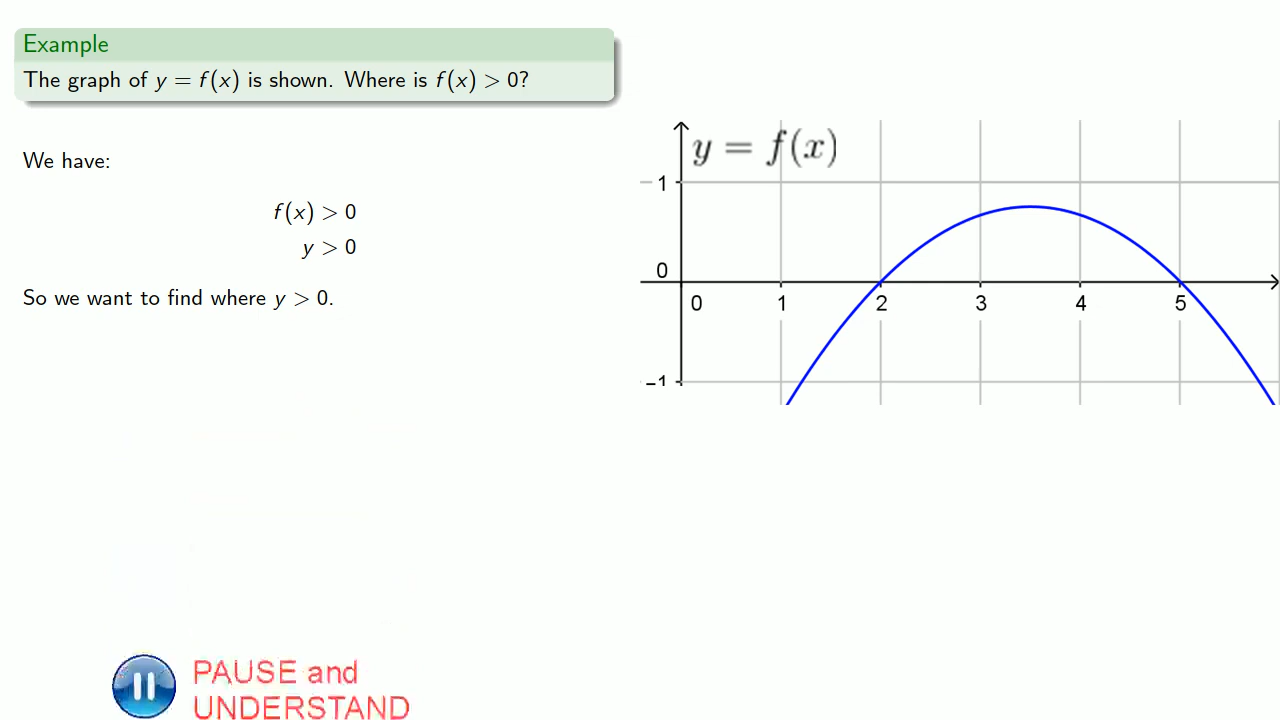 Example
The graph of y = f(x) is shown. Where is f(x) > 0?
We have:
f(x) > 0
y > 0
So we want to find where y > 0.
y = f(x)
1
0
0 1 2 3 4 5
−1
PAUSE and
UNDERSTAND